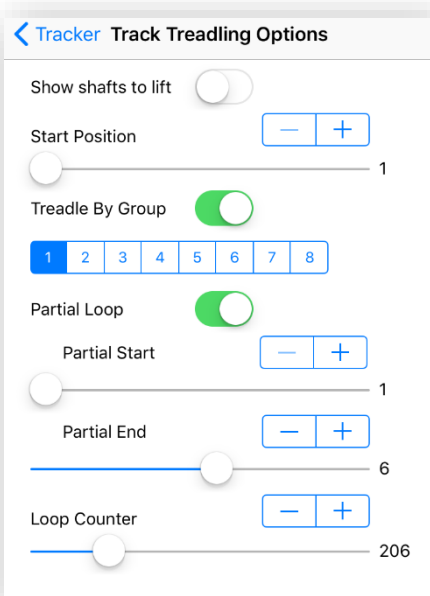 Tracker Track Treadling Options
Show shafts to lift
Start Position − +
1
Treadle By Group
1 2 3 4 5 6 7 8
Partial Loop
Partial Start − +
1
Partial End − +
6
Loop Counter − +
206